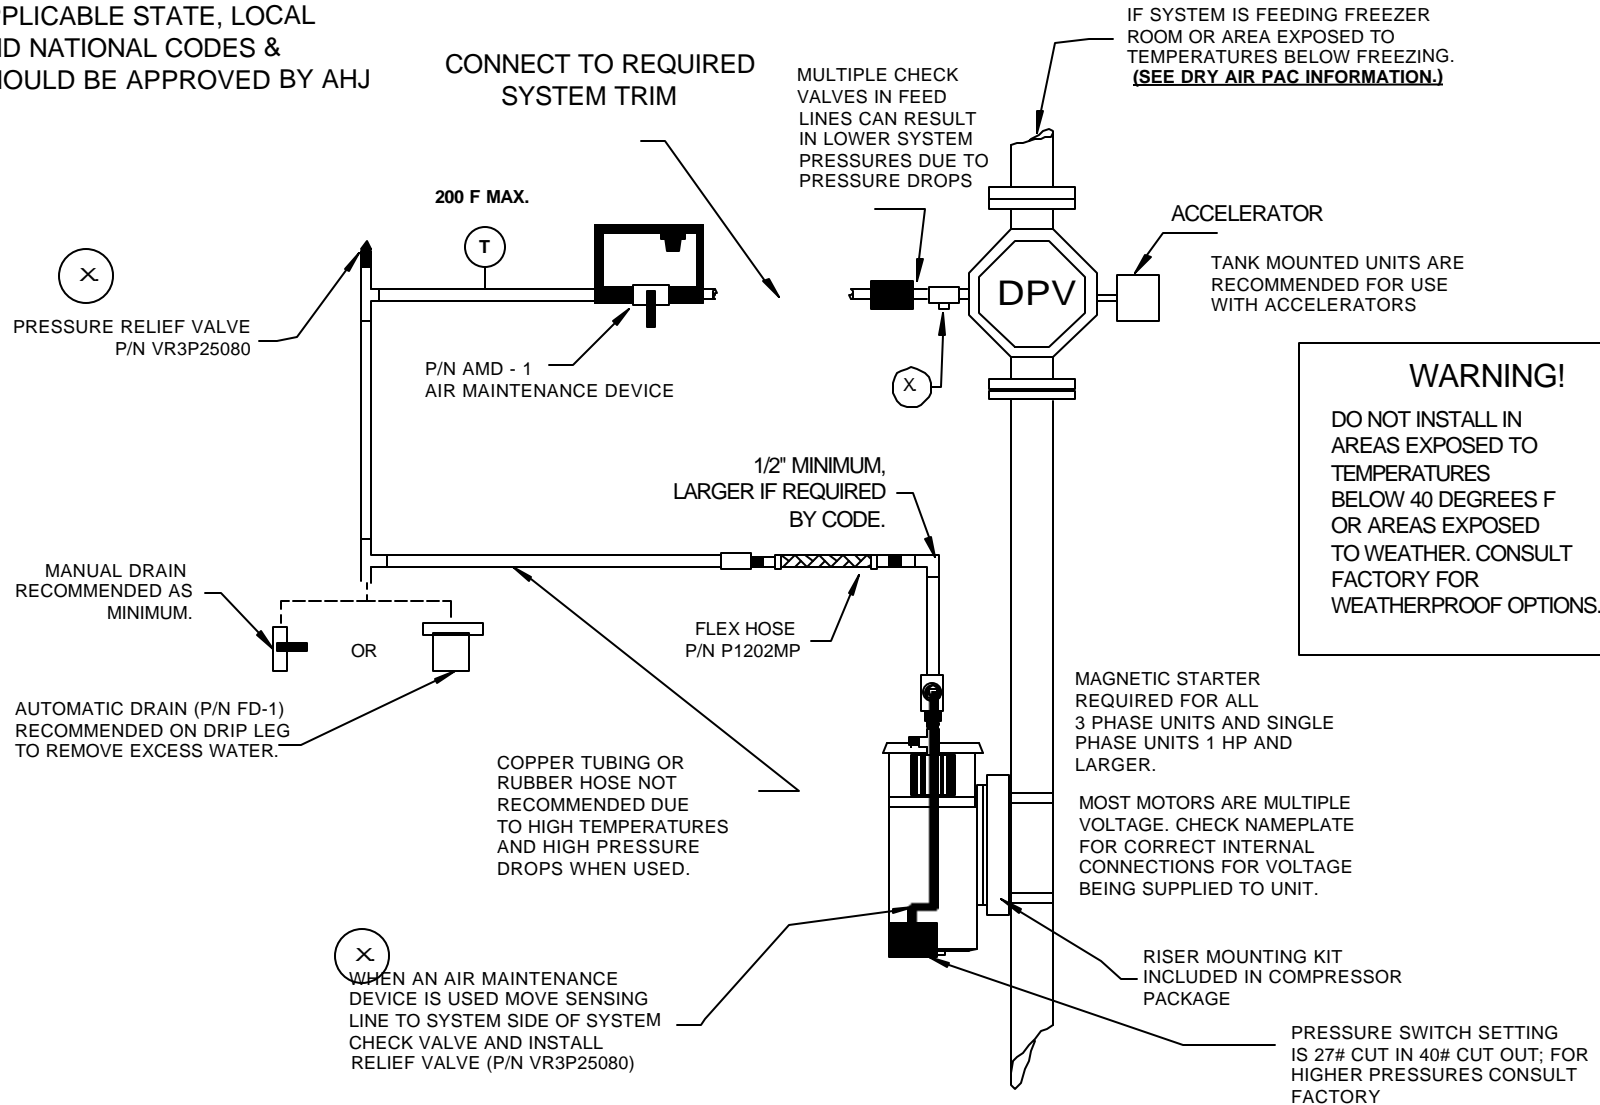 PPLICABLE STATE, LOCAL
ND NATIONAL CODES &
HOULD BE APPROVED BY AHJ
CONNECT TO REQUIRED
SYSTEM TRIM
MULTIPLE CHECK
VALVES IN FEED
LINES CAN RESULT
IN LOWER SYSTEM
PRESSURES DUE TO
PRESSURE DROPS
IF SYSTEM IS FEEDING FREEZER
ROOM OR AREA EXPOSED TO
TEMPERATURES BELOW FREEZING.
(SEE DRY AIR PAC INFORMATION.)
200 F MAX.
T
X
PRESSURE RELIEF VALVE
P/N VR3P25080
P/N AMD - 1
AIR MAINTENANCE DEVICE
DPV
X
ACCELERATOR
TANK MOUNTED UNITS ARE
RECOMMENDED FOR USE
WITH ACCELERATORS
WARNING!
DO NOT INSTALL IN
AREAS EXPOSED TO
TEMPERATURES
BELOW 40 DEGREES F
OR AREAS EXPOSED
TO WEATHER. CONSULT
FACTORY FOR
WEATHERPROOF OPTIONS.
1/2" MINIMUM,
LARGER IF REQUIRED
BY CODE.
MANUAL DRAIN
RECOMMENDED AS
MINIMUM.
OR
FLEX HOSE
P/N P1202MP
AUTOMATIC DRAIN (P/N FD-1)
RECOMMENDED ON DRIP LEG
TO REMOVE EXCESS WATER.
COPPER TUBING OR
RUBBER HOSE NOT
RECOMMENDED DUE
TO HIGH TEMPERATURES
AND HIGH PRESSURE
DROPS WHEN USED.
MAGNETIC STARTER
REQUIRED FOR ALL
3 PHASE UNITS AND SINGLE
PHASE UNITS 1 HP AND
LARGER.
MOST MOTORS ARE MULTIPLE
VOLTAGE. CHECK NAMEPLATE
FOR CORRECT INTERNAL
CONNECTIONS FOR VOLTAGE
BEING SUPPLIED TO UNIT.
X
WHEN AN AIR MAINTENANCE
DEVICE IS USED MOVE SENSING
LINE TO SYSTEM SIDE OF SYSTEM
CHECK VALVE AND INSTALL
RELIEF VALVE (P/N VR3P25080)
RISER MOUNTING KIT
INCLUDED IN COMPRESSOR
PACKAGE
PRESSURE SWITCH SETTING
IS 27# CUT IN 40# CUT OUT; FOR
HIGHER PRESSURES CONSULT
FACTORY